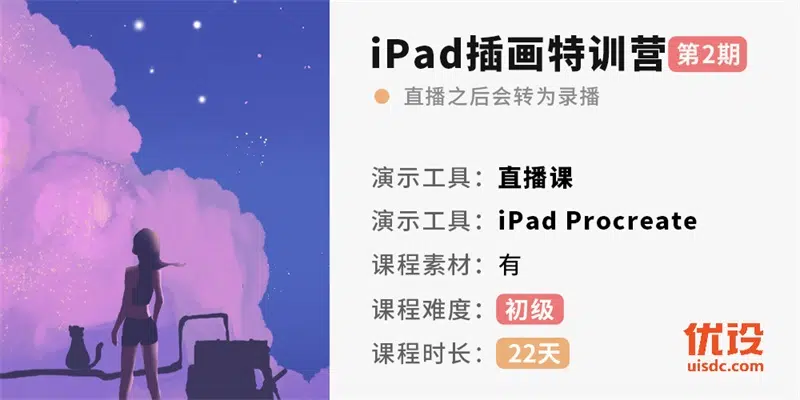 iPad插画特训营 第2期
直播之后会转为录播
演示工具：直播课
演示工具：iPad Procreate
课程素材：有
课程难度：初级
课程时长：22天
优设
uisdc.com